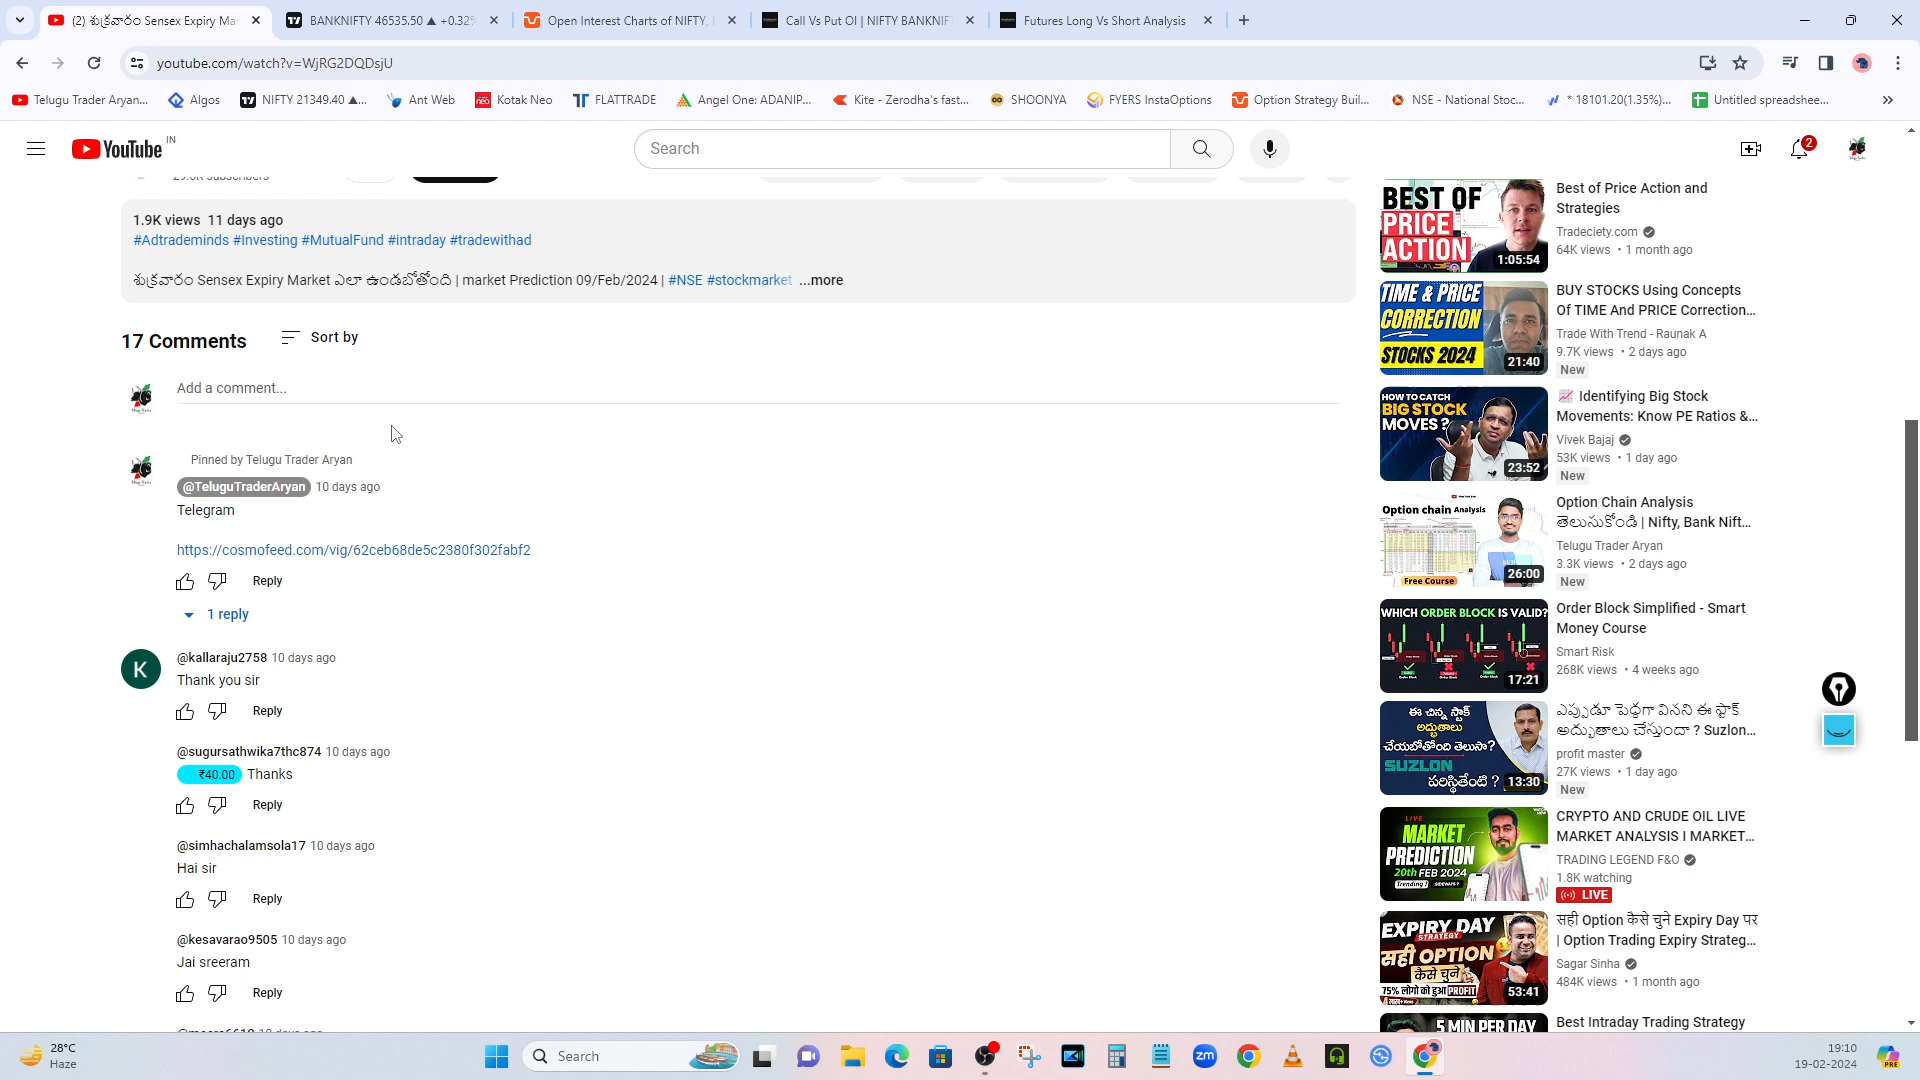 (2) శుక్రవారం Sensex Expiry Ma
BANKNIFTY 46535.50 ▲ +0.32%
Open Interest Charts of NIFTY,
Call Vs Put OI | NIFTY BANKNIF
Futures Long Vs Short Analysis
youtube.com/watch?v=WjRG2DQDsjU
Telugu Trader Aryan...
Algos
NIFTY 21349.40 ▲...
Ant Web
Kotak Neo
FLATTRADE
Angel One: ADANIP...
Kite - Zerodha's fast...
SHOONYA
FYERS InstaOptions
Option Strategy Buil...
NSE - National Stoc...
* 18101.20(1.35%)...
Untitled spreadshee...
YouTube IN
Search
2
1.9K views 11 days ago
#Adtrademinds #Investing #MutualFund #intraday #tradewithad
శుక్రవారం Sensex Expiry Market ఎలా ఉండబోతోంది | market Prediction 09/Feb/2024 | #NSE #stockmarket ...more
17 Comments
Sort by
Add a comment...
Pinned by Telugu Trader Aryan
@TeluguTraderAryan 10 days ago
Telegram
https://cosmofeed.com/vig/62ceb68de5c2380f302fabf2
Reply
1 reply
K
@kallaraju2758 10 days ago
Thank you sir
Reply
@sugursathwika7thc874 10 days ago
₹40.00 Thanks
Reply
@simhachalamsola17 10 days ago
Hai sir
Reply
@kesavarao9505 10 days ago
Jai sreeram
Reply
BEST OF
PRICE
ACTION
1:05:54
Best of Price Action and
Strategies
Tradeciety.com
64K views • 1 month ago
TIME & PRICE
CORRECTION
STOCKS 2024
21:40
BUY STOCKS Using Concepts
Of TIME And PRICE Correction...
Trade With Trend - Raunak A
9.7K views • 2 days ago
New
HOW TO CATCH
BIG STOCK
MOVES ?
23:52
📈 Identifying Big Stock
Movements: Know PE Ratios &...
Vivek Bajaj
53K views • 1 day ago
New
Option chain Analysis
Free Course
26:00
Option Chain Analysis
తెలుసుకోండి | Nifty, Bank Nift...
Telugu Trader Aryan
3.3K views • 2 days ago
New
WHICH ORDER BLOCK IS VALID?
17:21
Order Block Simplified - Smart
Money Course
Smart Risk
268K views • 4 weeks ago
ఈ చిన్న స్టాక్
అద్భుతాలు
చేయబోతోంది తెలుసా?
SUZLON
పరిస్థితేంటి ?
13:30
ఎప్పుడూ పెద్దగా వినని ఈ స్టాక్
అద్భుతాలు చేస్తుందా ? Suzlon...
profit master
27K views • 1 day ago
New
LIVE
MARKET
PREDICTION
20th FEB 2024
Trending ? SIDEWAYS ?
CRYPTO AND CRUDE OIL LIVE
MARKET ANALYSIS I MARKET...
TRADING LEGEND F&O
1.8K watching
LIVE
EXPIRY DAY
STRATEGY
सही OPTION
कैसे चुने
75% लोगो को हुआ PROFIT
53:41
सही Option कैसे चुने Expiry Day पर
| Option Trading Expiry Strateg...
Sagar Sinha
484K views • 1 month ago
5 MIN PER DAY
Best Intraday Trading Strategy
28°C
Haze
Search
zm
PRE
19:10
19-02-2024